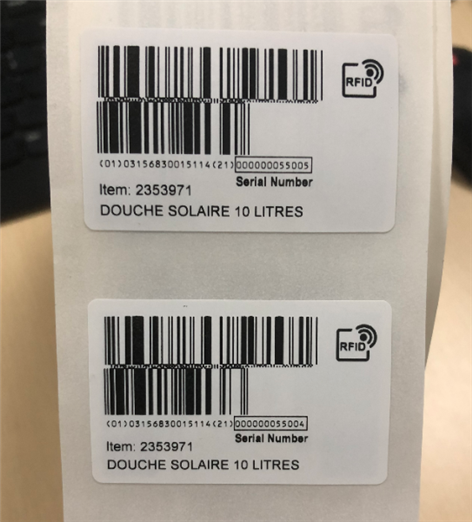 RFID
(01)03156830015114(21)000000055005
Serial Number
Item: 2353971
DOUCHE SOLAIRE 10 LITRES
RFID
(01)03156830015114(21)000000055004
Serial Number
Item: 2353971
DOUCHE SOLAIRE 10 LITRES